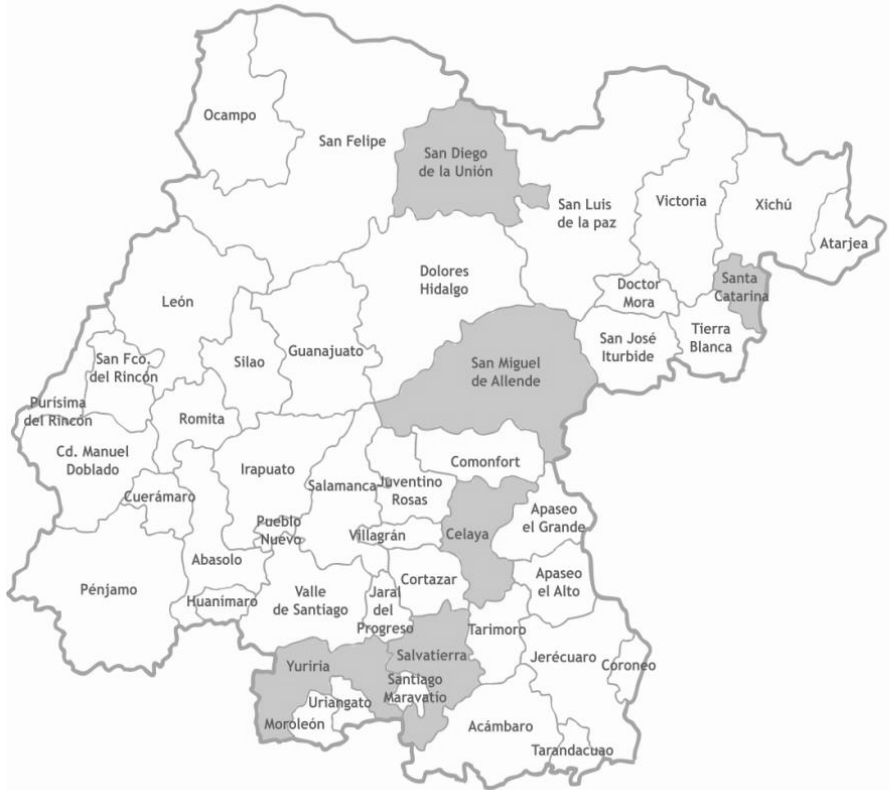 Ocampo
San Felipe
San Diego
de la Unión
San Luis
de la paz
Victoria
Xichú
Atarjea
Dolores
Hidalgo
Doctor
Mora
Santa
Catarina
León
San José
Iturbide
Tierra
Blanca
San Fco.
del Rincón
Silao
Guanajuato
San Miguel
de Allende
Purísima
del Rincón
Romita
Cd. Manuel
Doblado
Irapuato
Salamanca
Juventino
Rosas
Comonfort
Cuerámaro
Pueblo
Nuevo
Villagrán
Celaya
Apaseo
el Grande
Abasolo
Pénjamo
Huanimaro
Valle
de Santiago
Jaral
del
Progreso
Cortazar
Apaseo
el Alto
Tarimoro
Yuriria
Salvatierra
Jerécuaro
Coroneo
Santiago
Maravatío
Uriangato
Moroleón
Acámbaro
Tarandacuao